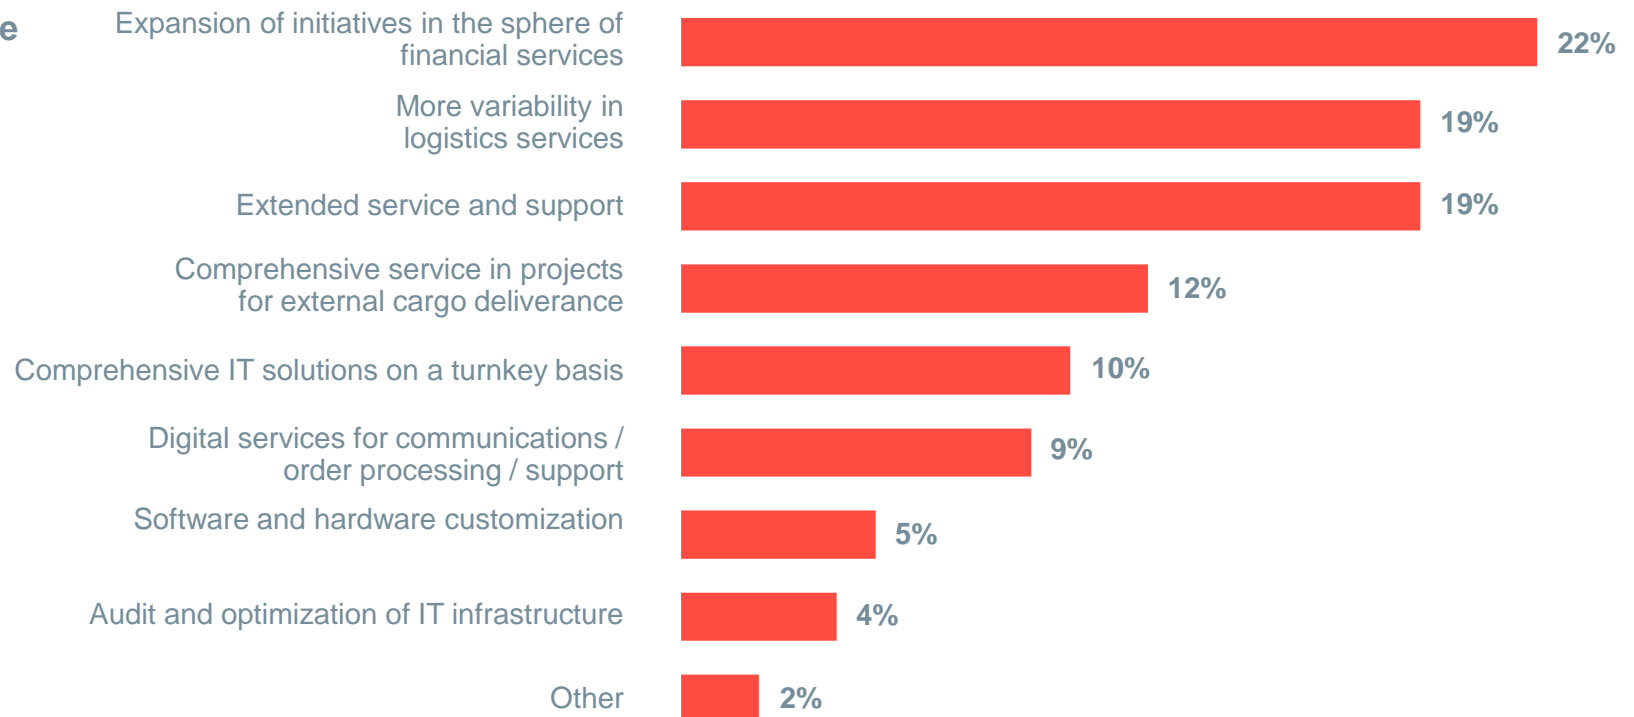 e
Expansion of initiatives in the sphere of
financial services
22%
More variability in
logistics services
19%
Extended service and support
19%
Comprehensive service in projects
for external cargo deliverance
12%
Comprehensive IT solutions on a turnkey basis
10%
Digital services for communications /
order processing / support
9%
Software and hardware customization
5%
Audit and optimization of IT infrastructure
4%
Other
2%